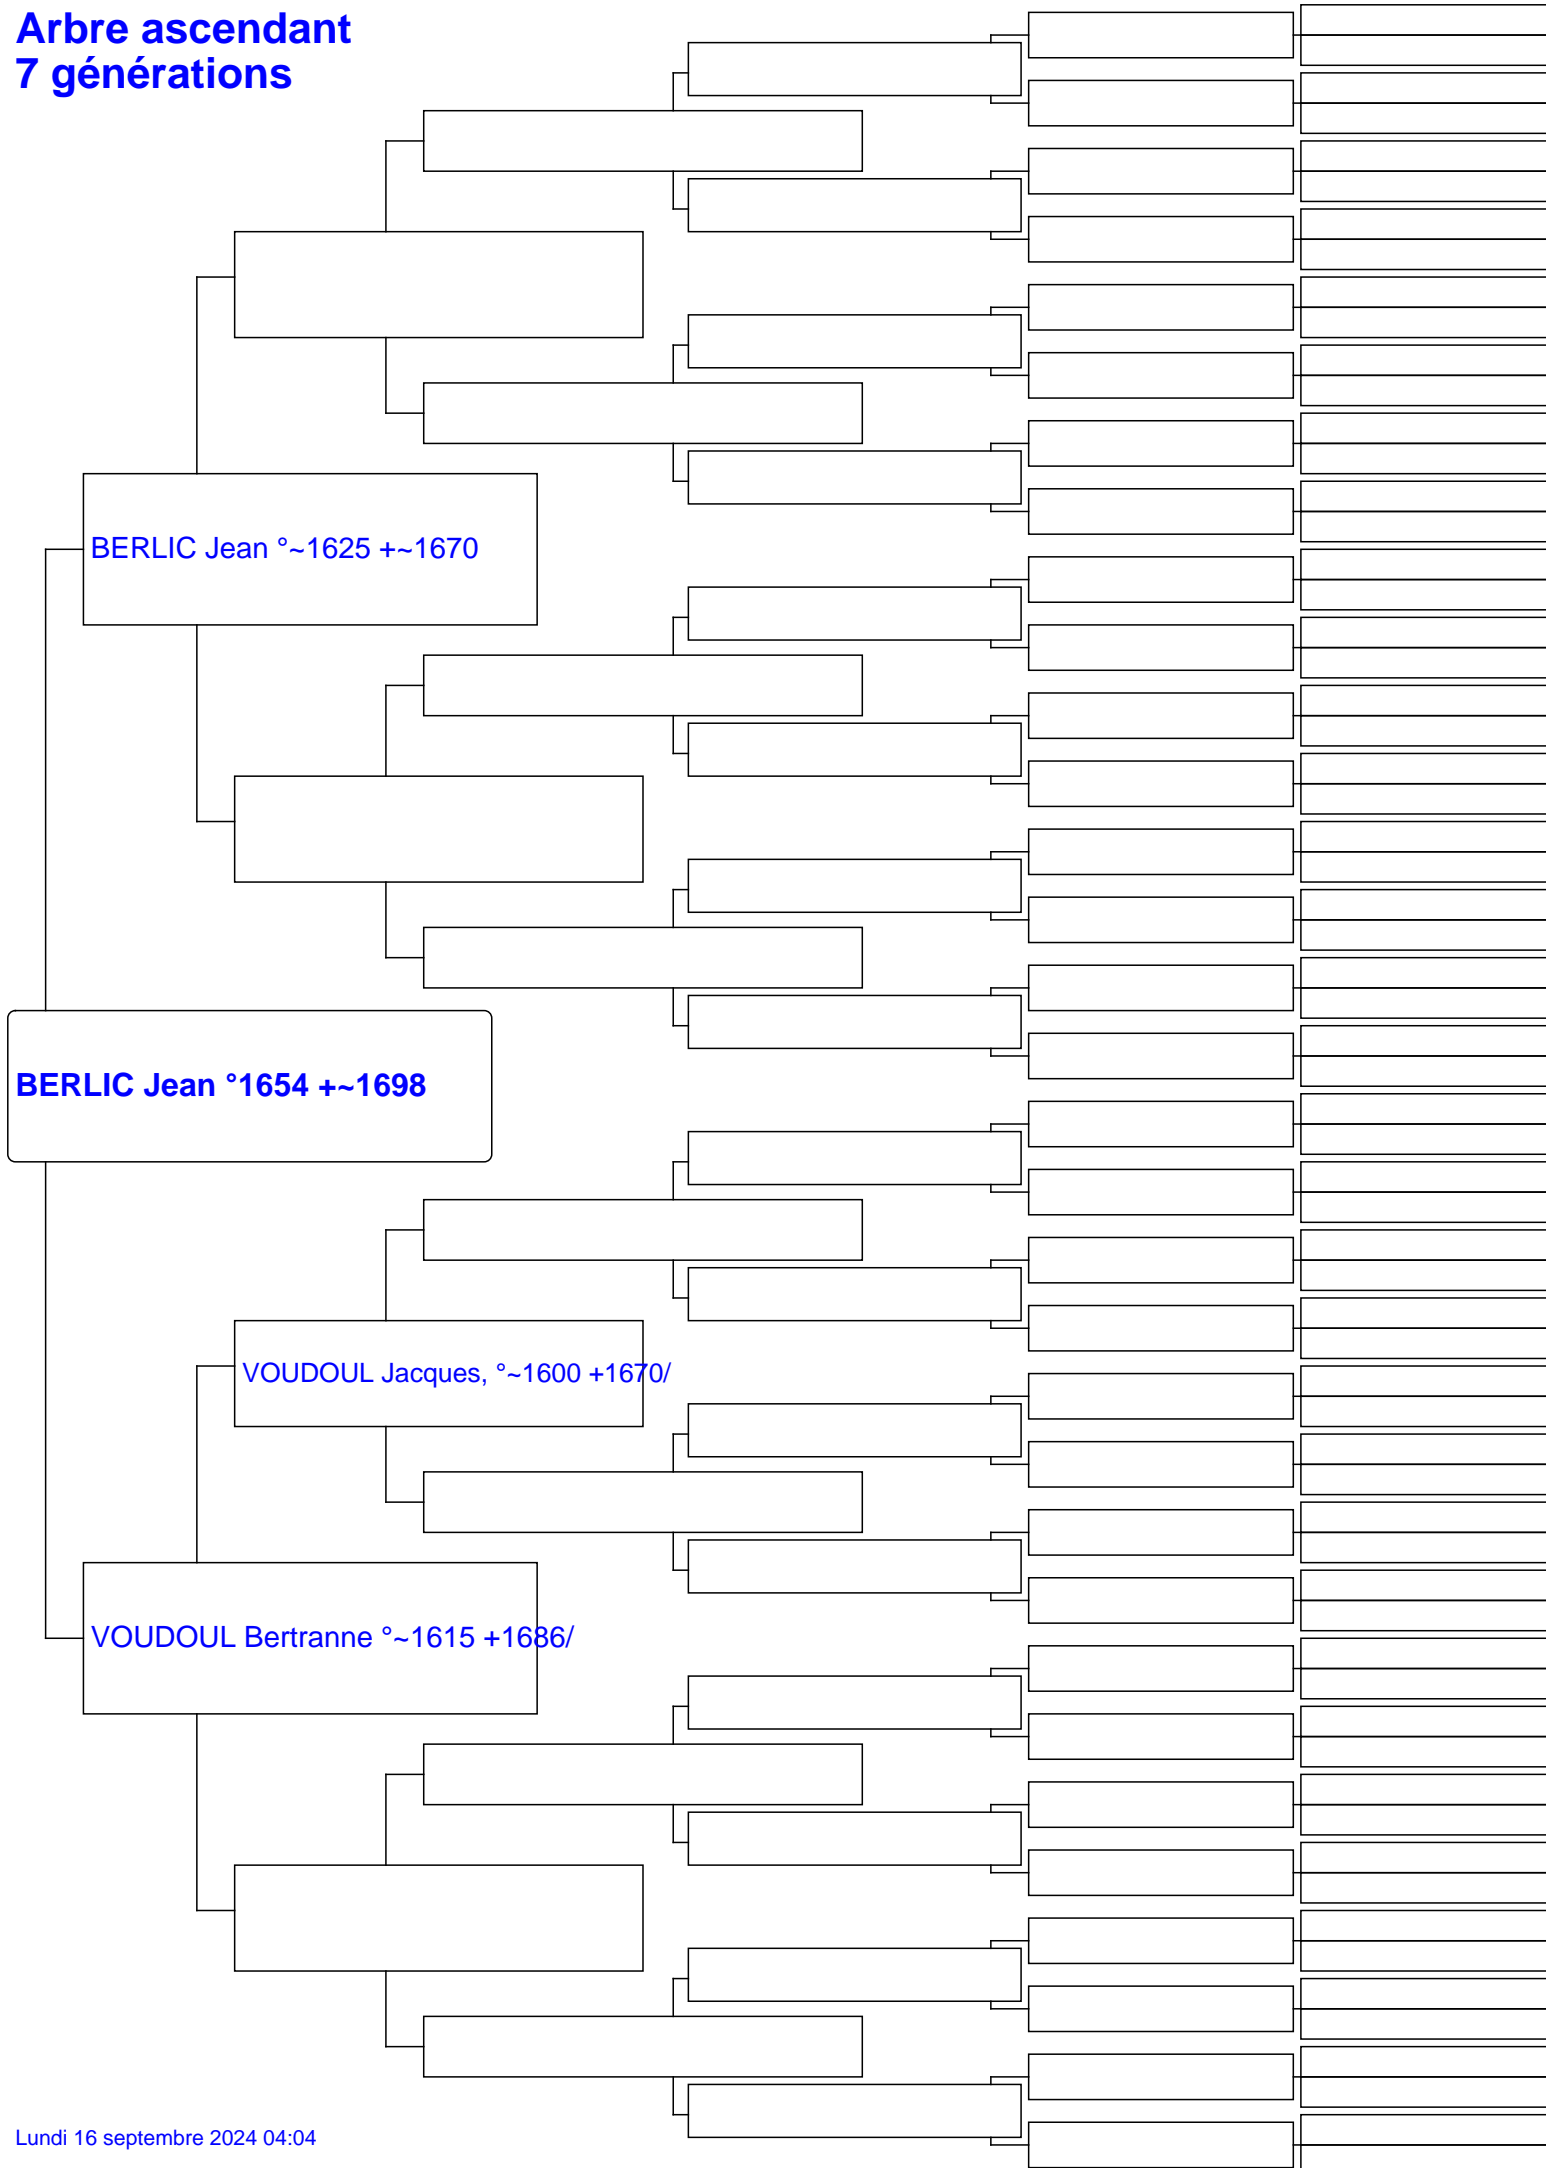 Arbre ascendant
7 générations
BERLIC Jean °~1625 +~1670
BERLIC Jean °1654 +~1698
VOUDOUL Jacques, °~1600 +1670/
VOUDOUL Bertranne °~1615 +1686/
Lundi 16 septembre 2024 04:04